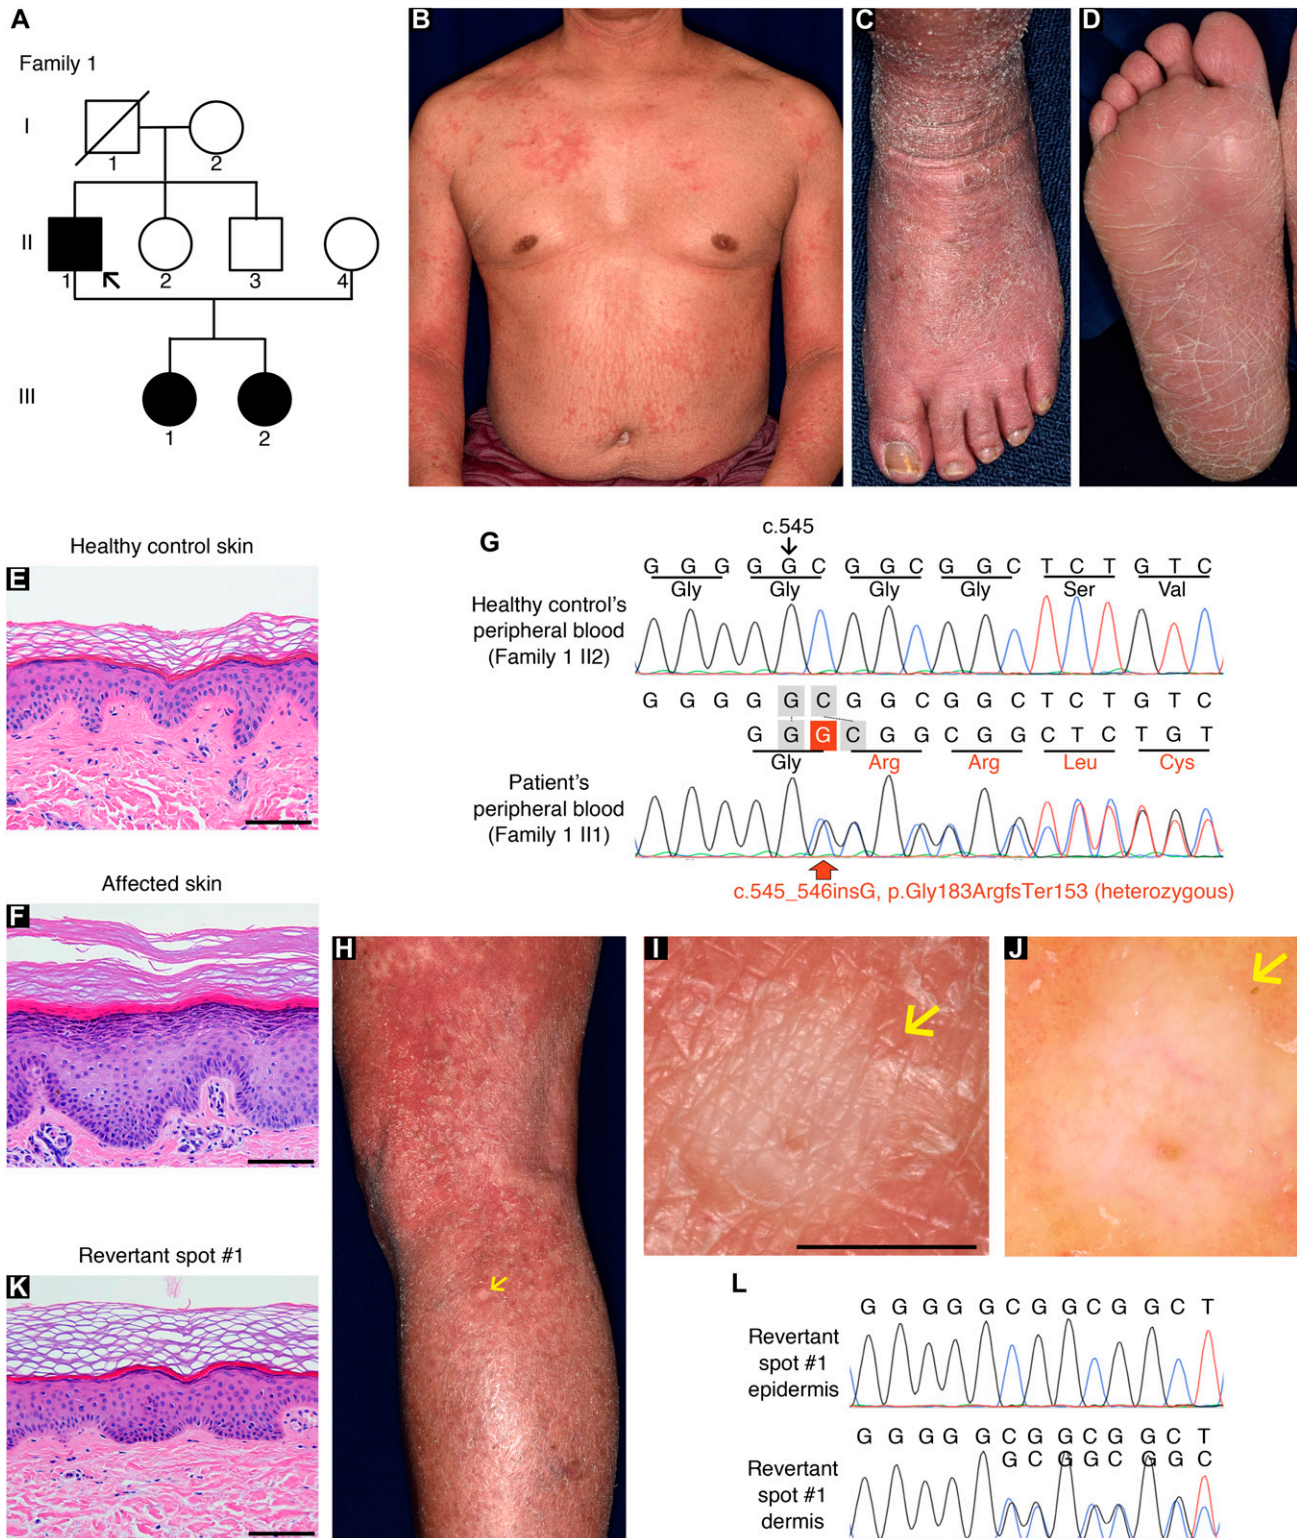 A
Family 1
I
1
2
II
1
2
3
4
III
1
2
B
C
D
Healthy control skin
E
Affected skin
F
Revertant spot #1
K
G
c.545
G G G G G C G G C G G C T C T G T C
Gly Gly Gly Gly Ser Val
Healthy control's
peripheral blood
(Family 1 II2)
G G G G G C G G C G G C T C T G T C
G G G C G G C G G C T C T G T
Gly Arg Arg Leu Cys
Patient's
peripheral blood
(Family 1 II1)
c.545_546insG, p.Gly183ArgfsTer153 (heterozygous)
H
I
J
L
G G G G G C G G C G G C T
Revertant
spot #1
epidermis
G G G G G C G G C G G C T
G C G G C G G C
Revertant
spot #1
dermis